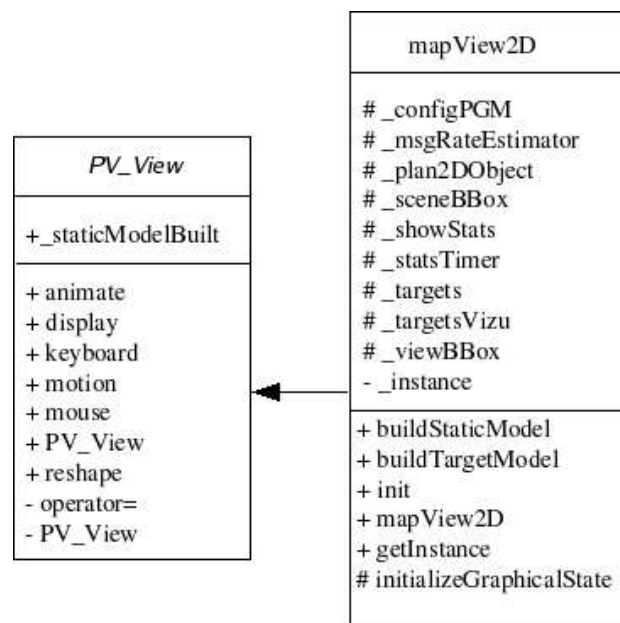 PV_View
+_staticModelBuilt
+ animate
+ display
+ keyboard
+ motion
+ mouse
+ PV_View
+ reshape
- operator=
- PV_View
mapView2D
# _configPGM
# _msgRateEstimator
# _plan2DObject
# _sceneBBox
# _showStats
# _statsTimer
# _targets
# _targetsVizu
# _viewBBox
- _instance
+ buildStaticModel
+ buildTargetModel
+ init
+ mapView2D
+ getInstance
# initializeGraphicalState